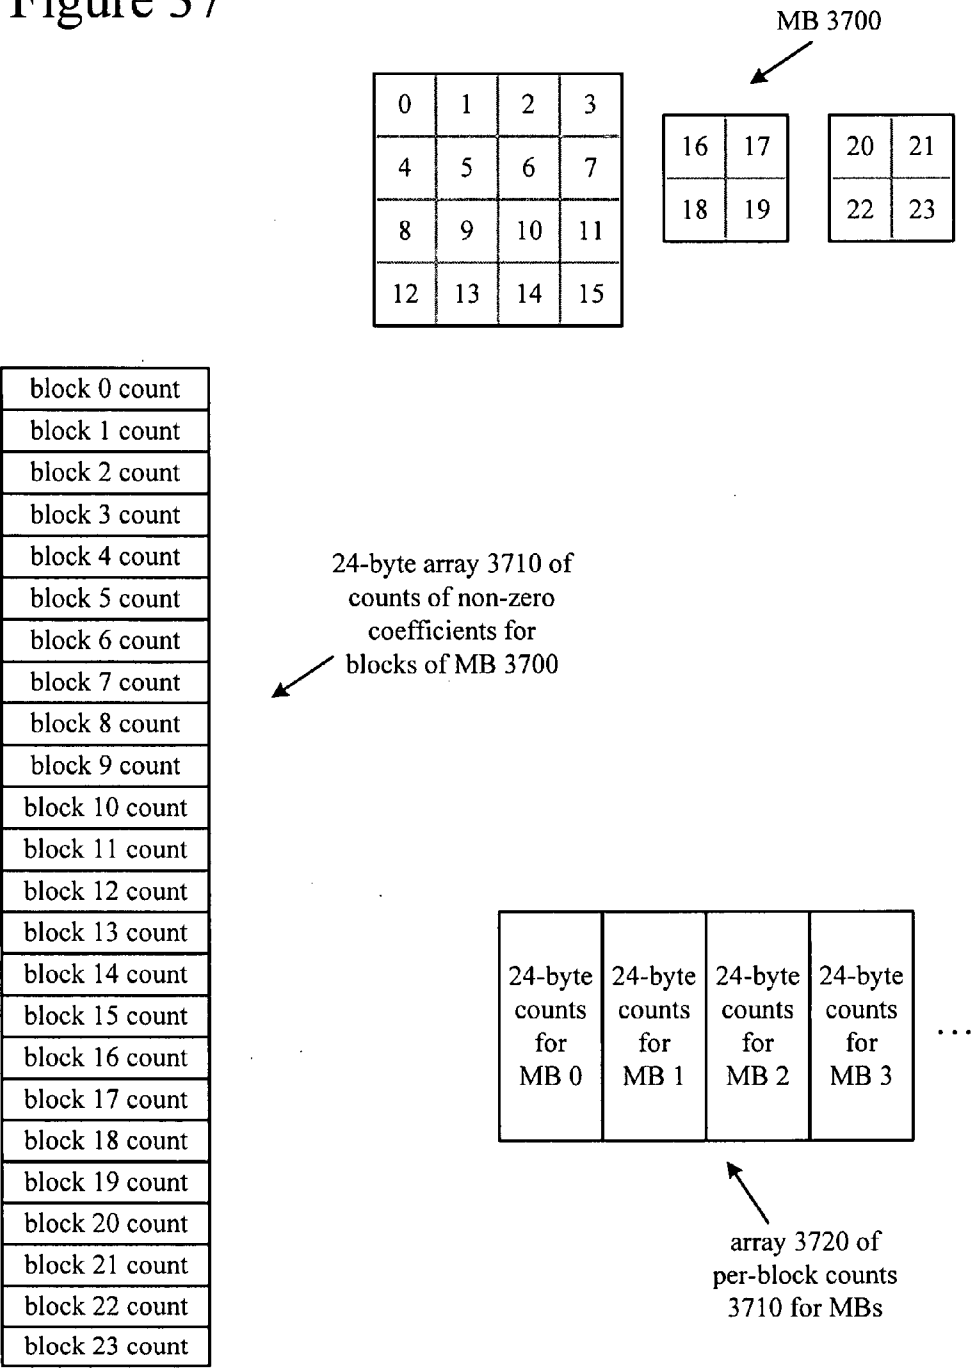 Figure 37
MB 3700
0 1 2 3
4 5 6 7
8 9 10 11
12 13 14 15
16 17
18 19
20 21
22 23
block 0 count
block 1 count
block 2 count
block 3 count
block 4 count
block 5 count
block 6 count
block 7 count
block 8 count
block 9 count
block 10 count
block 11 count
block 12 count
block 13 count
block 14 count
block 15 count
block 16 count
block 17 count
block 18 count
block 19 count
block 20 count
block 21 count
block 22 count
block 23 count
24-byte array 3710 of
counts of non-zero
coefficients for
blocks of MB 3700
24-byte
counts
for
MB 0
24-byte
counts
for
MB 1
24-byte
counts
for
MB 2
24-byte
counts
for
MB 3
...
array 3720 of
per-block counts
3710 for MBs